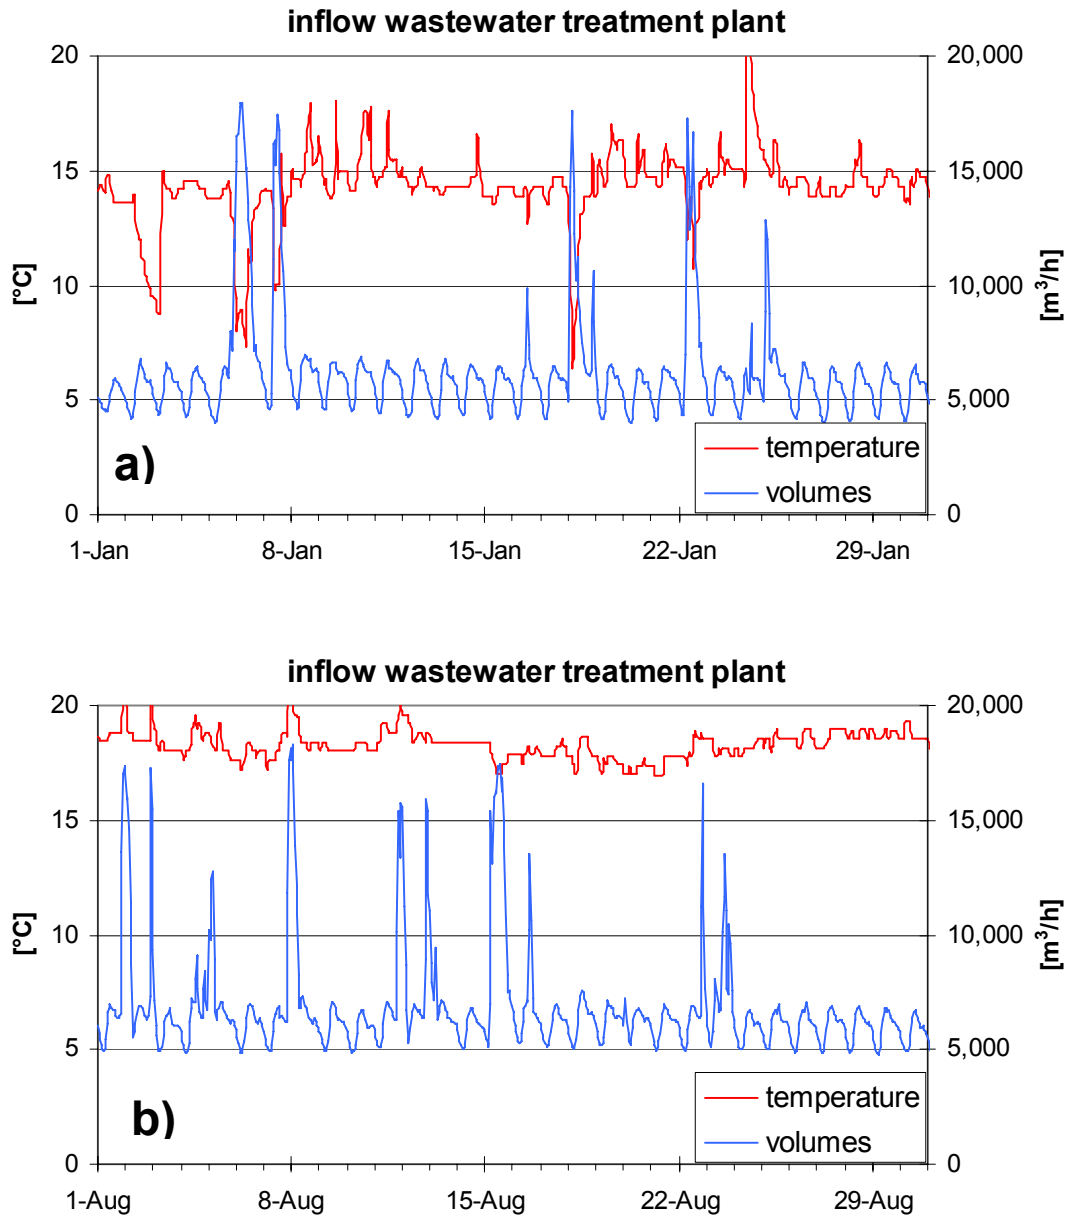 inflow wastewater treatment plant
20 20,000
15 15,000
10 10,000
5 5,000
0 0
[°C]
[m³/h]
a)
temperature
volumes
1-Jan 8-Jan 15-Jan 22-Jan 29-Jan
inflow wastewater treatment plant
20 20,000
15 15,000
10 10,000
5 5,000
0 0
[°C]
[m³/h]
b)
temperature
volumes
1-Aug 8-Aug 15-Aug 22-Aug 29-Aug